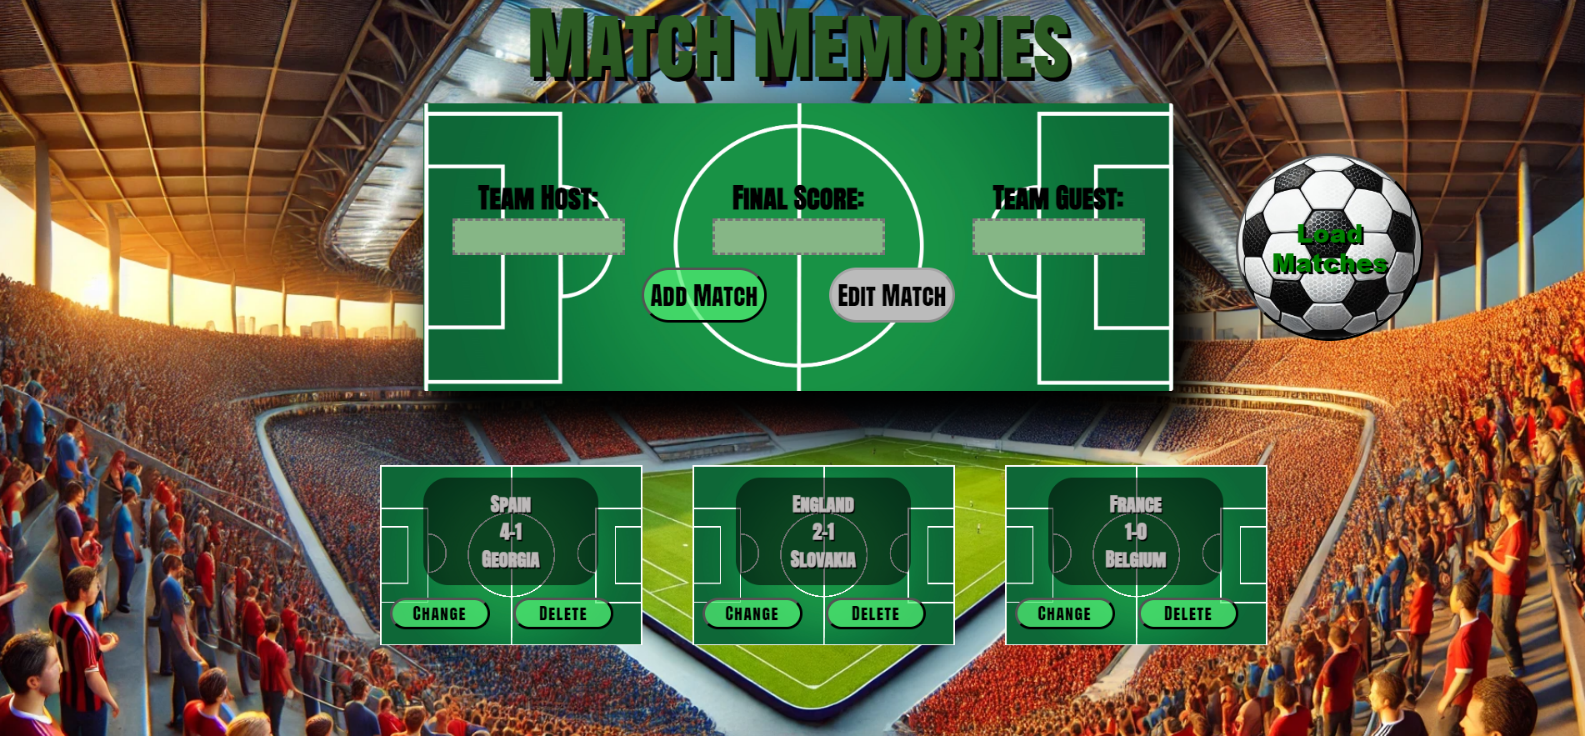 Match Memories
Team Host:
Final Score:
Team Guest:
Add Match
Edit Match
Load
Matches
Spain
4-1
Georgia
Change
Delete
England
2-1
Slovakia
Change
Delete
France
1-0
Belgium
Change
Delete